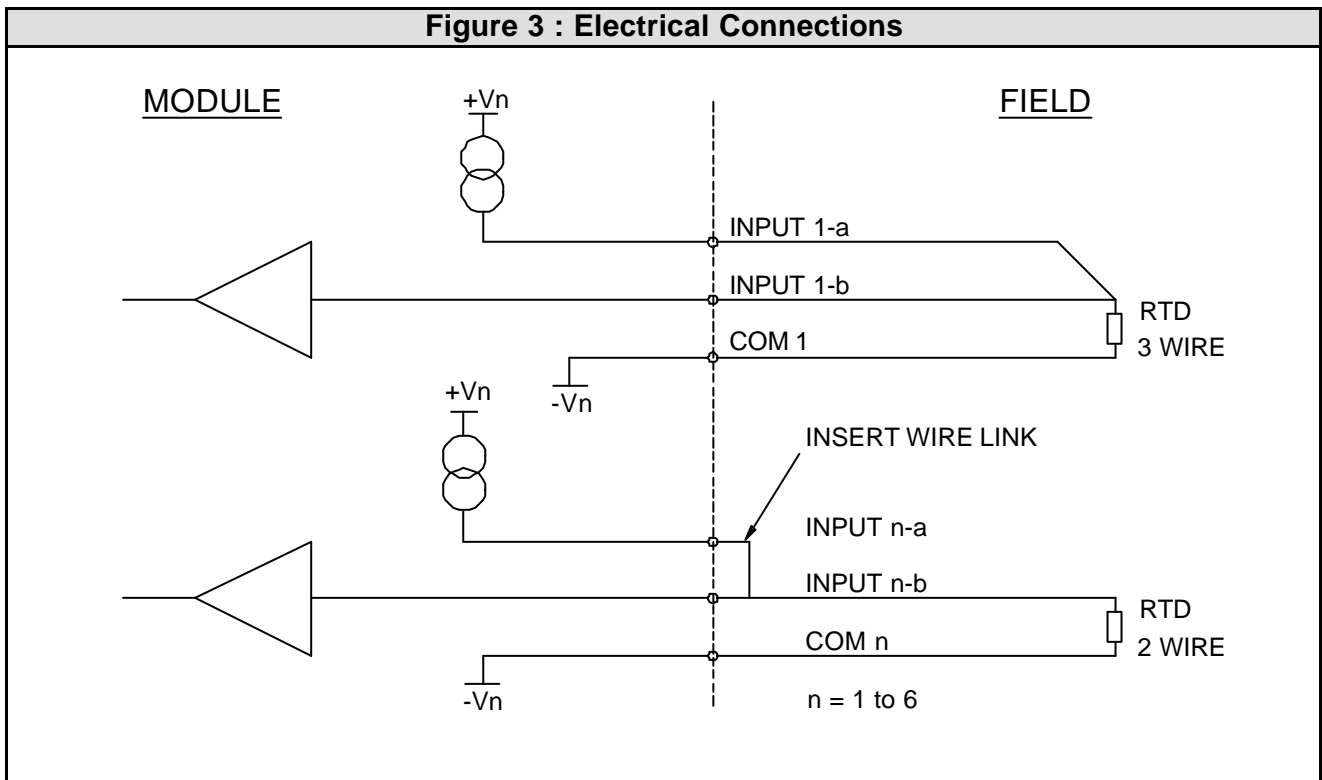 Figure 3 : Electrical Connections
MODULE
+Vn
FIELD
INPUT 1-a
INPUT 1-b
RTD
3 WIRE
COM 1
-Vn
+Vn
INSERT WIRE LINK
INPUT n-a
INPUT n-b
RTD
2 WIRE
COM n
-Vn
n = 1 to 6